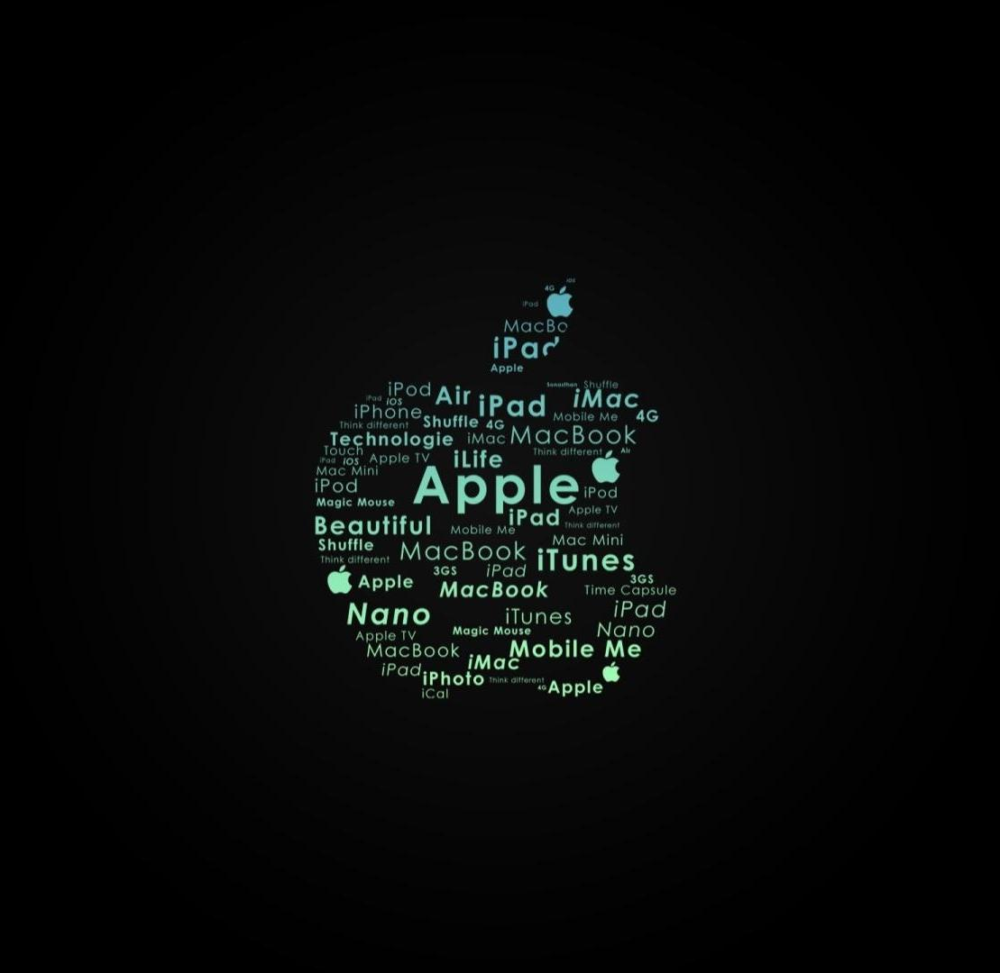 iOS
4G
iPad
MacBo
iPad
Apple
Shuffle
iPod Air iPad iMac
iPad iOS
iPhone Mobile Me 4G
Think different Shuffle 4G
Technologie iMac MacBook
Touch Think different Air
iPad iOS Apple TV iLife
Mac Mini
iPod Apple iPod
Magic Mouse Apple TV
Beautiful Mobile Me iPad Think different
Shuffle MacBook Mac Mini
Think different iTunes
3GS iPad
Apple MacBook 3GS
Time Capsule
Nano iTunes iPad
Apple TV Magic Mouse Nano
MacBook Mobile Me
iMac
iPad iPhoto Think different 4G Apple
iCal